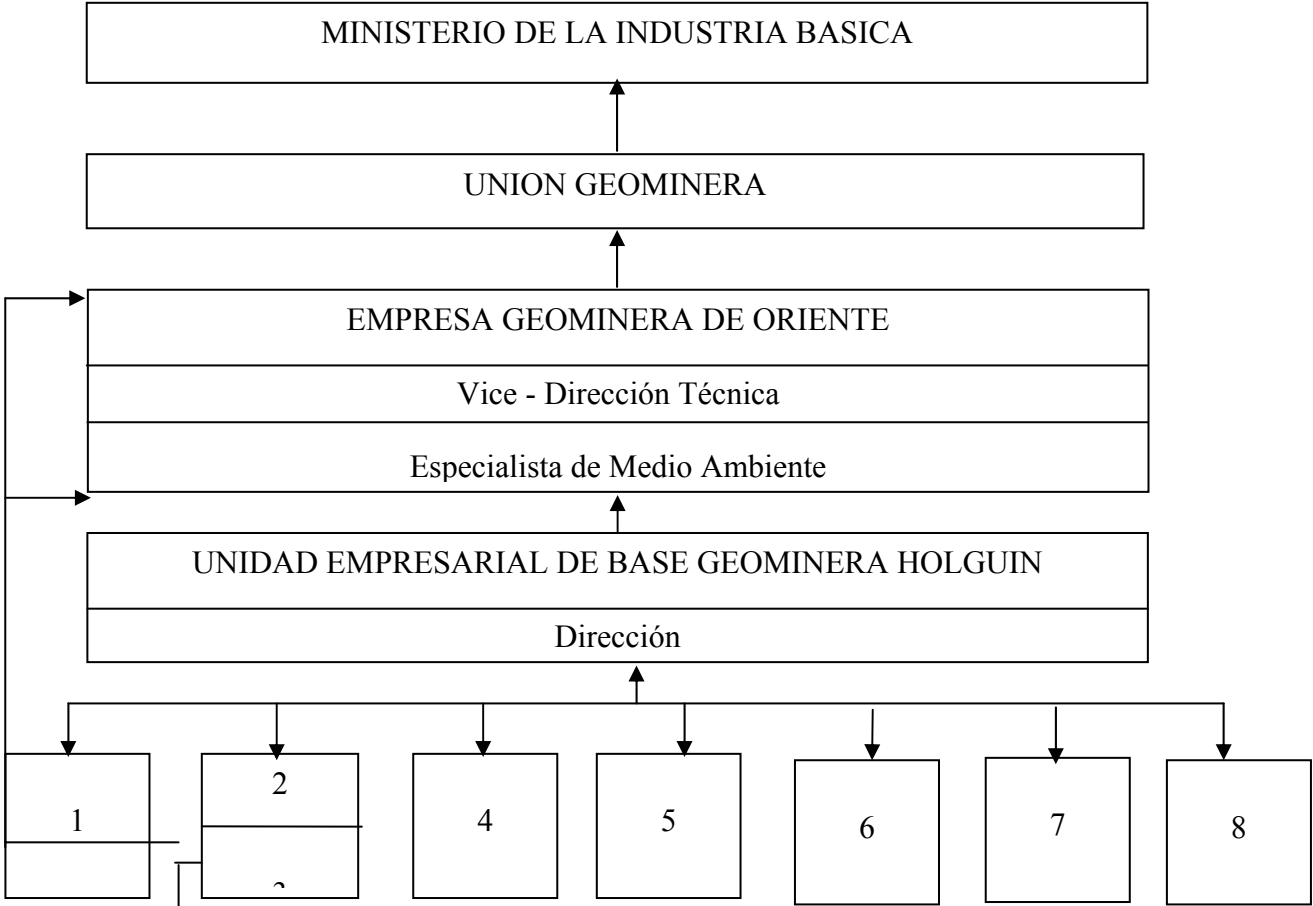 MINISTERIO DE LA INDUSTRIA BASICA
UNION GEOMINERA
EMPRESA GEOMINERA DE ORIENTE
Vice - Dirección Técnica
Especialista de Medio Ambiente
UNIDAD EMPRESARIAL DE BASE GEOMINERA HOLGUIN
Dirección
1
2
4
5
6
7
8